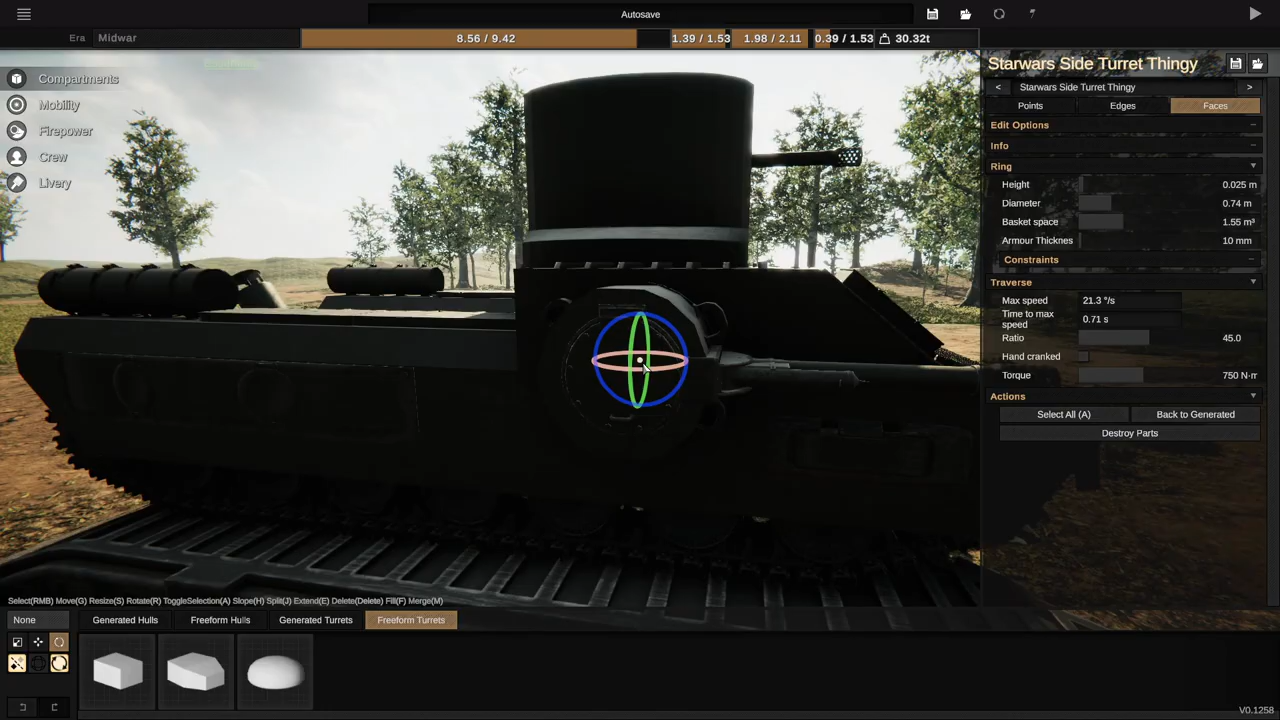 Autosave
Era Midwar 8.56 / 9.42 1.39 / 1.53 1.98 / 2.11 0.39 / 1.53 30.32t
Compartments
Mobility
Firepower
Crew
Livery
Starwars Side Turret Thingy
< Starwars Side Turret Thingy >
Points Edges Faces
Edit Options
Info
Ring
Height 0.025 m
Diameter 0.74 m
Basket space 1.55 m³
Armour Thicknes 10 mm
Constraints
Traverse
Max speed 21.3 °/s
Time to max speed 0.71 s
Ratio 45.0
Hand cranked
Torque 750 N·m
Actions
Select All (A) Back to Generated
Destroy Parts
Select(RMB) Move(G) Resize(S) Rotate(R) ToggleSelection(A) Slope(H) Split(J) Extend(E) Delete(Delete) Fill(F) Merge(M)
None Generated Hulls Freeform Hulls Generated Turrets Freeform Turrets
V0.1258